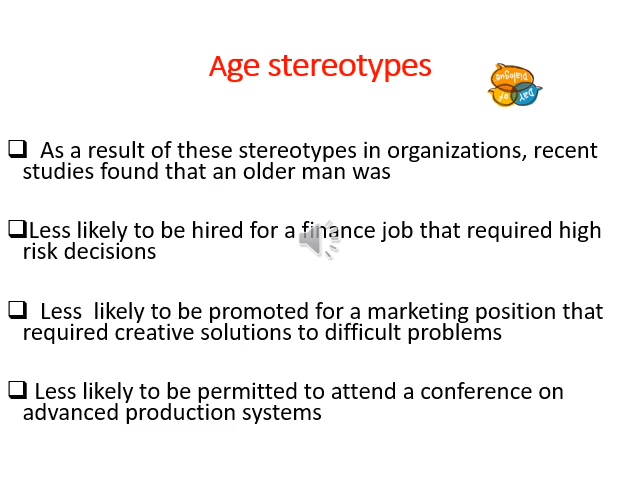 Age stereotypes
Dialogue
DAY
of
As a result of these stereotypes in organizations, recent
studies found that an older man was
Less likely to be hired for a finance job that required high
risk decisions
Less likely to be promoted for a marketing position that
required creative solutions to difficult problems
Less likely to be permitted to attend a conference on
advanced production systems